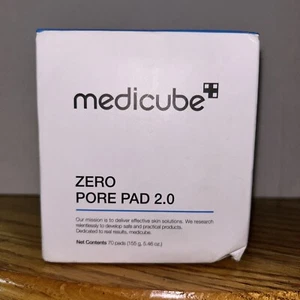 medicube
ZERO
PORE PAD 2.0
Our mission is to deliver effective skin solutions. We research
relentlessly to develop safe and practical products.
Dedicated to real results, medicube.
Net Contents 70 pads (155 g, 5.46 oz.)